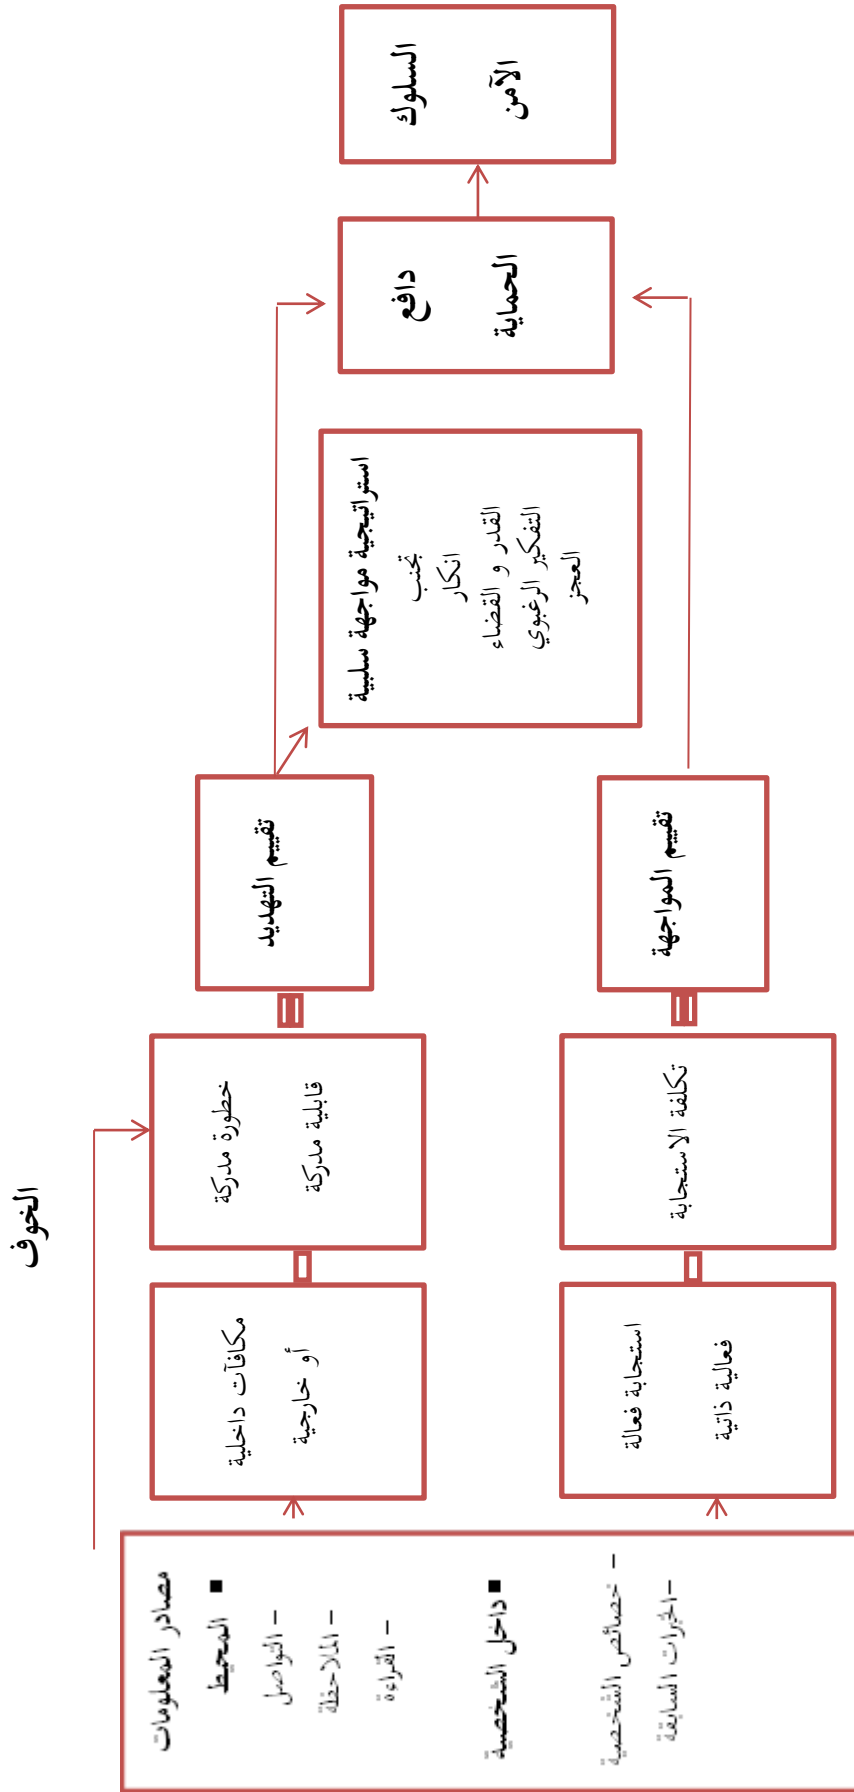 الخوف
مصادر المعلومات
▪ المحيط
- التواصل
- الملاحظة
- القراءة
▪ داخل الشخصية
- خصائص الشخصية
-الخبرات السابقة
مكافآت داخلية
أو خارجية
خطورة مدركة
قابلية مدركة
تقييم التهديد
استجابة فعالة
فعالية ذاتية
تكلفة الاستجابة
تقييم المواجهة
استراتيجية مواجهة سلبية
تجنب
انكار
القدر و القضاء
التفكير الرغبوي
العجز
دافع
الحماية
السلوك
الآمن